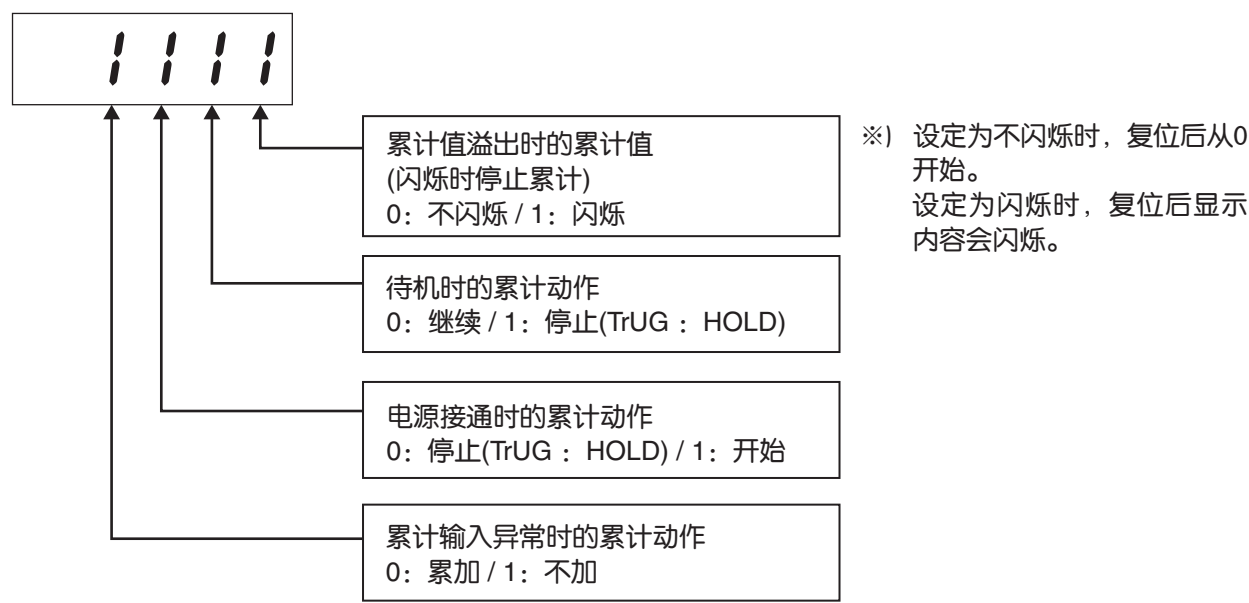 1 1 1 1
累计值溢出时的累计值
(闪烁时停止累计)
0：不闪烁 / 1：闪烁
※) 设定为不闪烁时，复位后从0
开始。
设定为闪烁时，复位后显示
内容会闪烁。
待机时的累计动作
0：继续 / 1：停止(TrUG ：HOLD)
电源接通时的累计动作
0：停止(TrUG ：HOLD) / 1：开始
累计输入异常时的累计动作
0：累加 / 1：不加